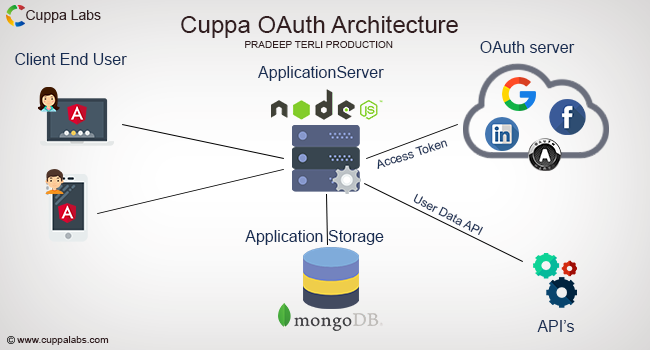 Cuppa Labs
Cuppa OAuth Architecture
PRADEEP TERLI PRODUCTION
Client End User
ApplicationServer
node
JS
OAuth server
G
f
in
OAUTH
A
Access Token
User Data API
Application Storage
mongoDB.
API's
© www.cuppalabs.com